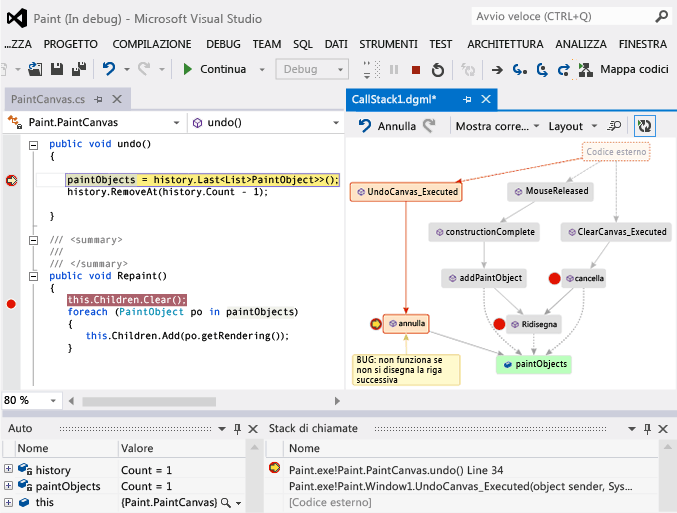 Paint (In debug) - Microsoft Visual Studio
Avvio veloce (CTRL+Q)
...ZZA PROGETTO COMPILAZIONE DEBUG TEAM SQL DATI STRUMENTI TEST ARCHITETTURA ANALIZZA FINESTRA
Continua Debug Mappa codici
PaintCanvas.cs
CallStack1.dgml*
Paint.PaintCanvas undo()
Annulla Mostra corre... Layout
public void undo()
{
paintObjects = history.Last<List>PaintObject>>();
history.RemoveAt(history.Count - 1);
}
/// <summary>
///
/// </summary>
public void Repaint()
{
this.Children.Clear();
foreach (PaintObject po in paintObjects)
{
this.Children.Add(po.getRendering());
}
80 %
Codice esterno
UndoCanvas_Executed
MouseReleased
constructionComplete
ClearCanvas_Executed
addPaintObject
cancella
annulla
Ridisegna
BUG: non funziona se
non si disegna la riga
successiva
paintObjects
Auto
Nome Valore
history Count = 1
paintObjects Count = 1
this {Paint.PaintCanvas}
Stack di chiamate
Nome
Paint.exe!Paint.PaintCanvas.undo() Line 34
Paint.exe!Paint.Window1.UndoCanvas_Executed(object sender, Sys...
[Codice esterno]